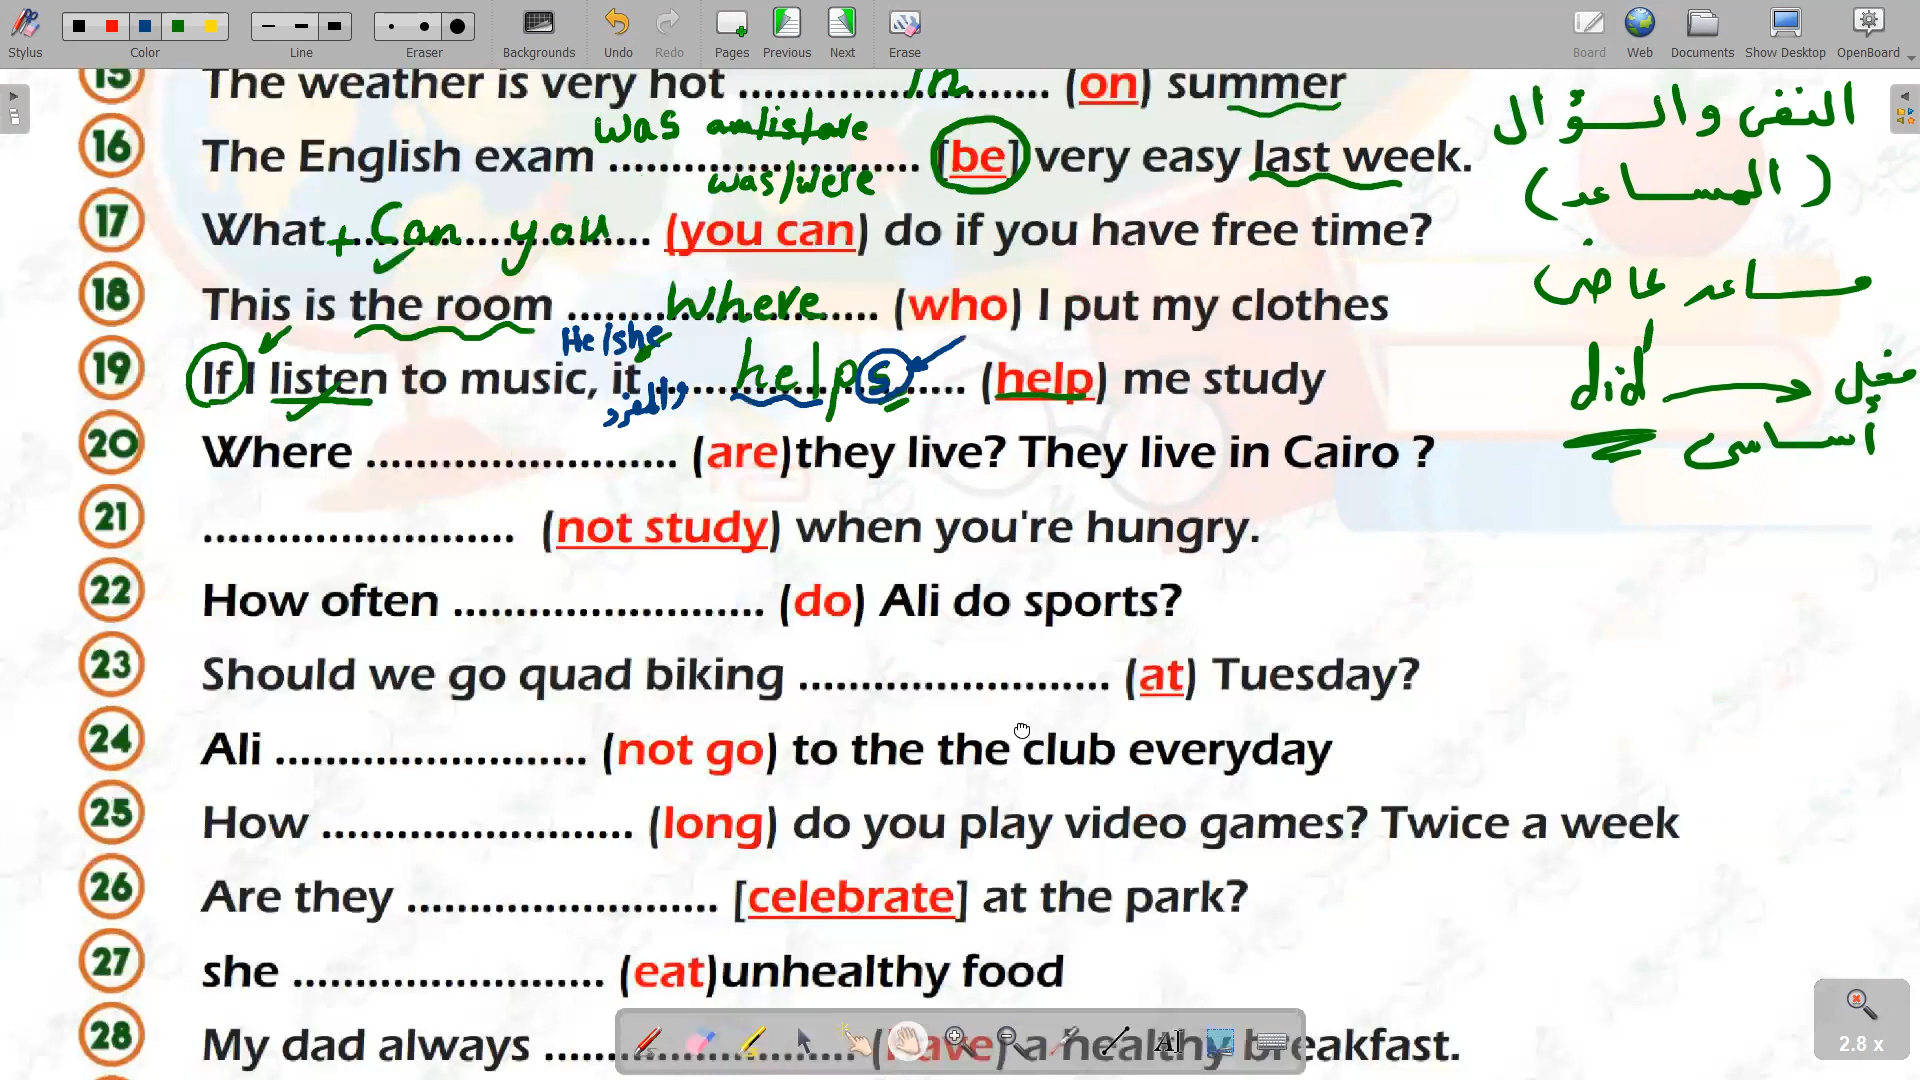 Stylus Color Line Eraser Backgrounds Undo Redo Pages Previous Next Erase Board Web Documents Show Desktop OpenBoard
15 The weather is very hot ........in........ (on) summer
was am/is/are
16 The English exam ........................ [be] very easy last week.
was/were
17 What + Can you (you can) do if you have free time?
18 This is the room ......where...... (who) I put my clothes
He/she
19 If I listen to music, it ......helps...... (help) me study
20 Where ........................ (are)they live? They live in Cairo ?
21 ........................ (not study) when you're hungry.
22 How often ........................ (do) Ali do sports?
23 Should we go quad biking ........................ (at) Tuesday?
24 Ali ........................ (not go) to the the club everyday
25 How ........................ (long) do you play video games? Twice a week
26 Are they ........................ [celebrate] at the park?
27 she ........................ (eat)unhealthy food
28 My dad always ........................ (have) a healthy breakfast.
النفى والسؤال
(المساعد)
مساعد ماضى
did
أساسى
2.8 x